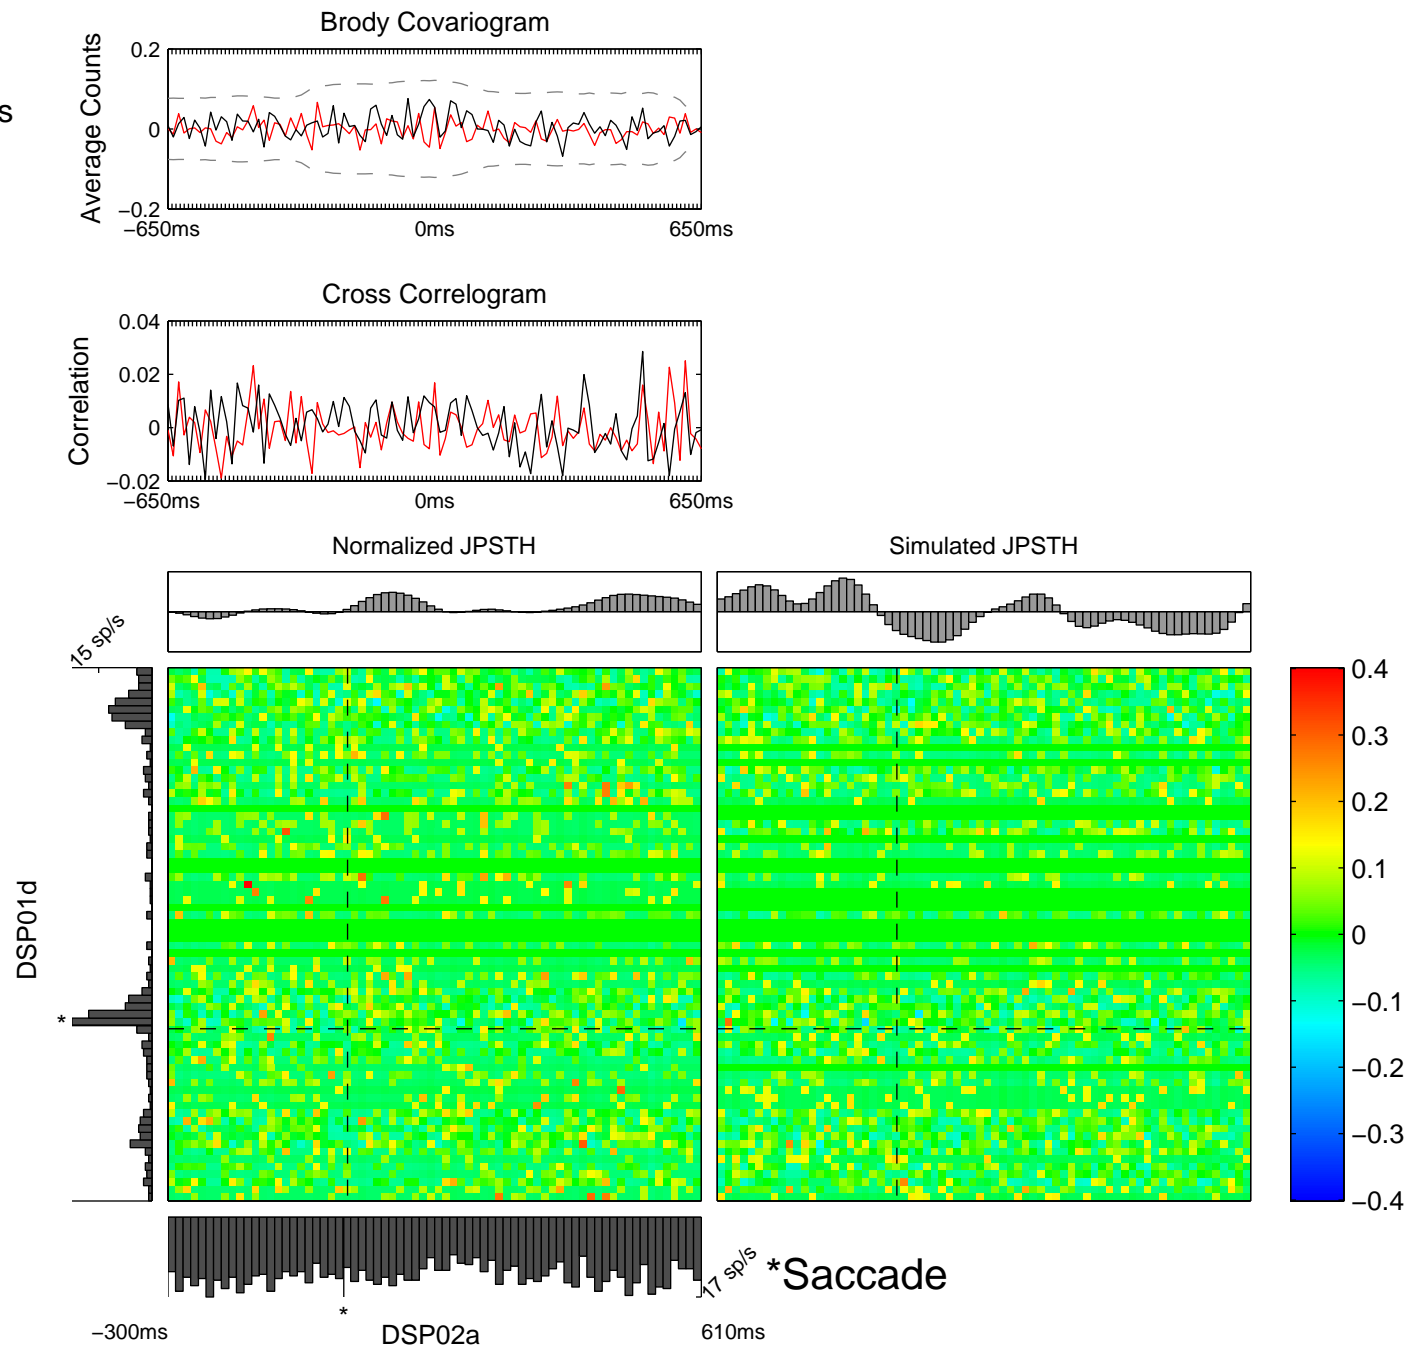 Brody Covariogram
s
Average Counts
0.2
0
−0.2
−650ms 0ms 650ms
Cross Correlogram
Correlation
0.04
0.02
0
−0.02
−650ms 0ms 650ms
Normalized JPSTH Simulated JPSTH
15 sp/s
DSP01d
*
0.4
0.3
0.2
0.1
0
−0.1
−0.2
−0.3
−0.4
17 sp/s
*Saccade
*
−300ms DSP02a 610ms